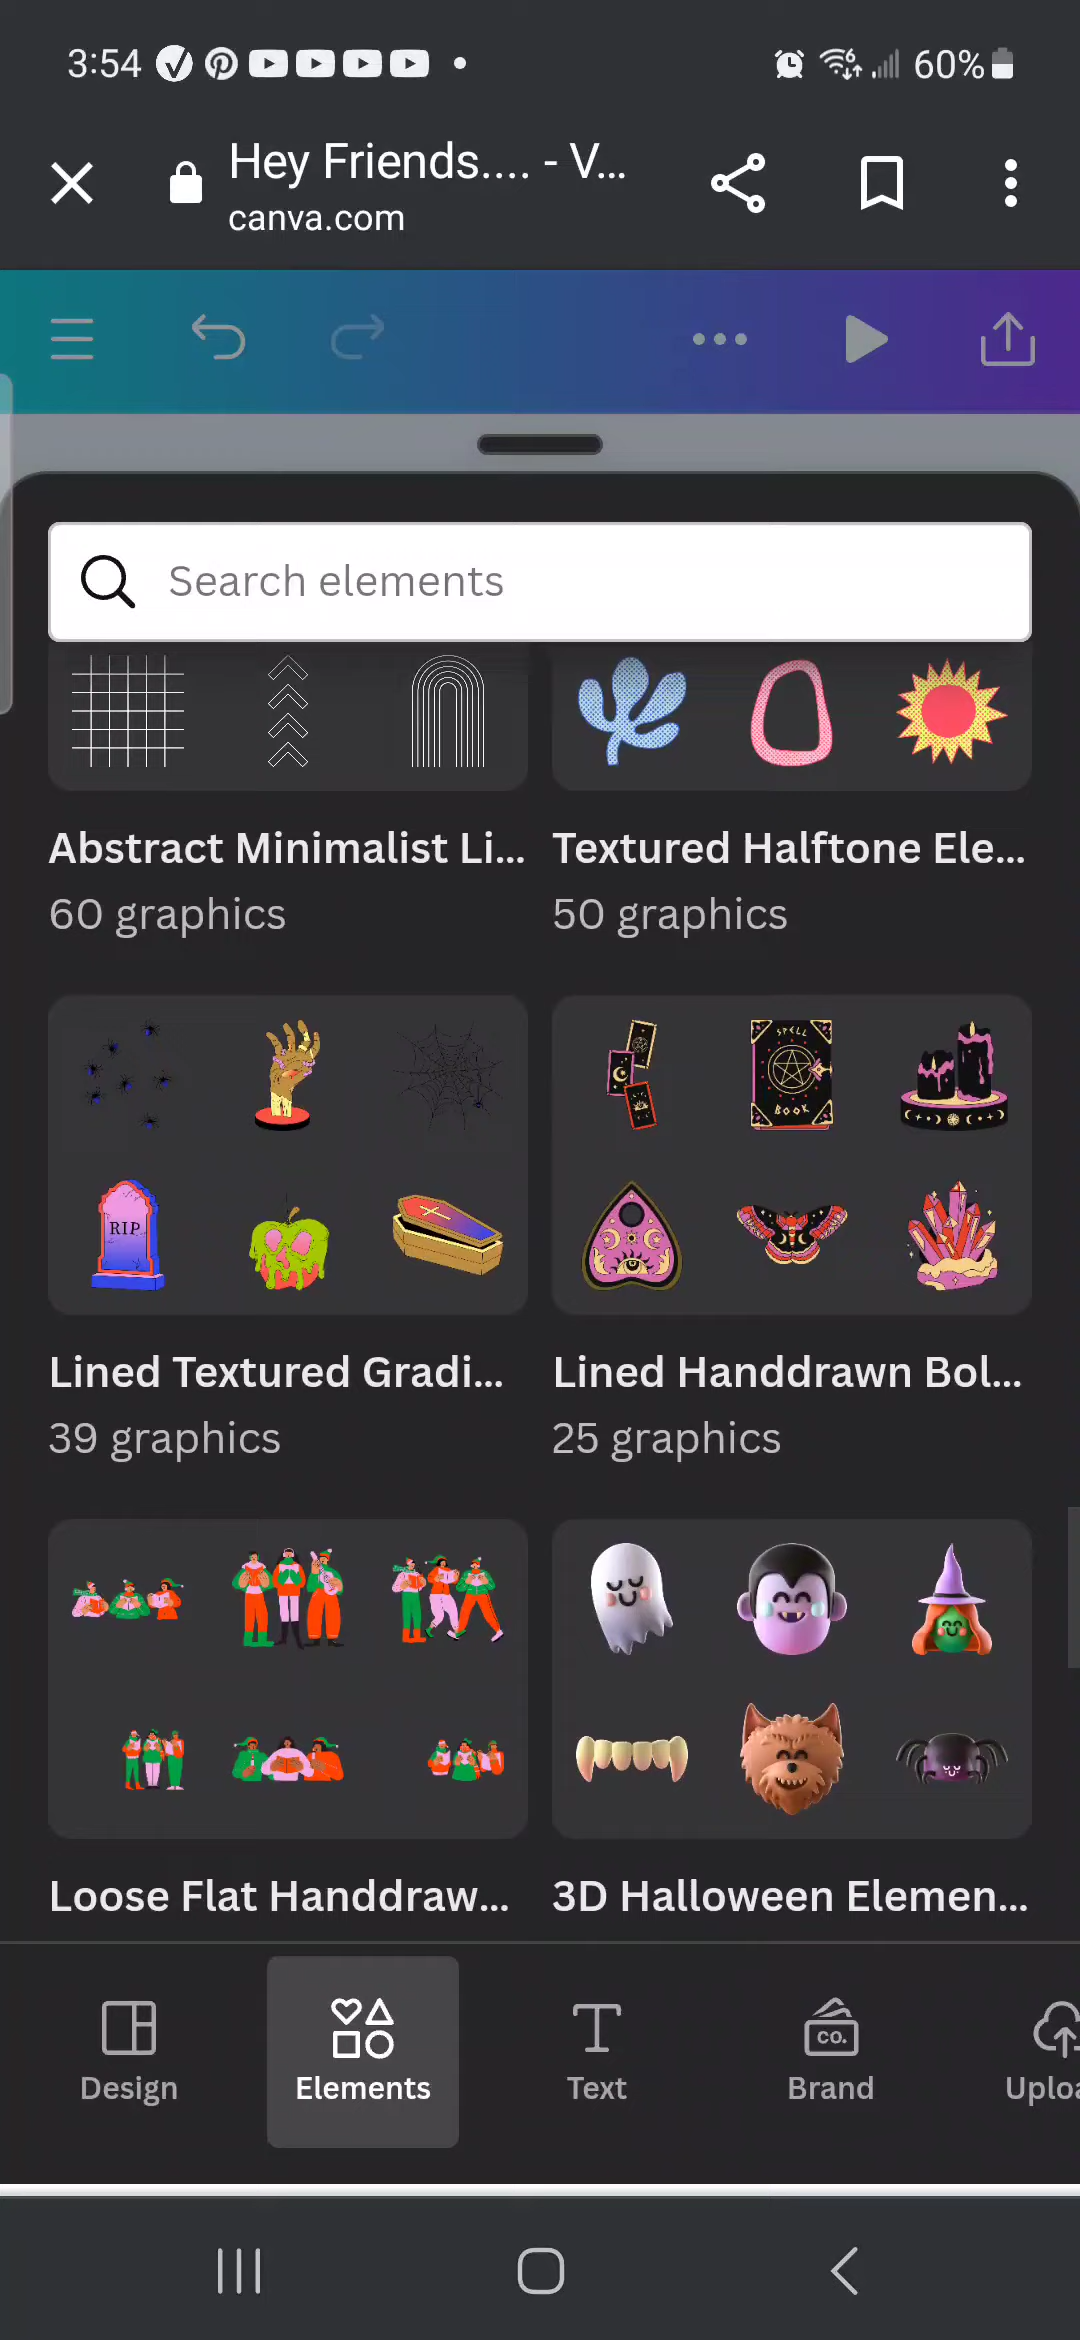 3:54
60%
Hey Friends.... - V...
canva.com
Search elements
Abstract Minimalist Li...
Textured Halftone Ele...
60 graphics
50 graphics
SPELL
BOOK
RIP
Lined Textured Gradi...
Lined Handdrawn Bol...
39 graphics
25 graphics
Loose Flat Handdraw...
3D Halloween Elemen...
CO.
Design
Elements
Text
Brand
Uploa